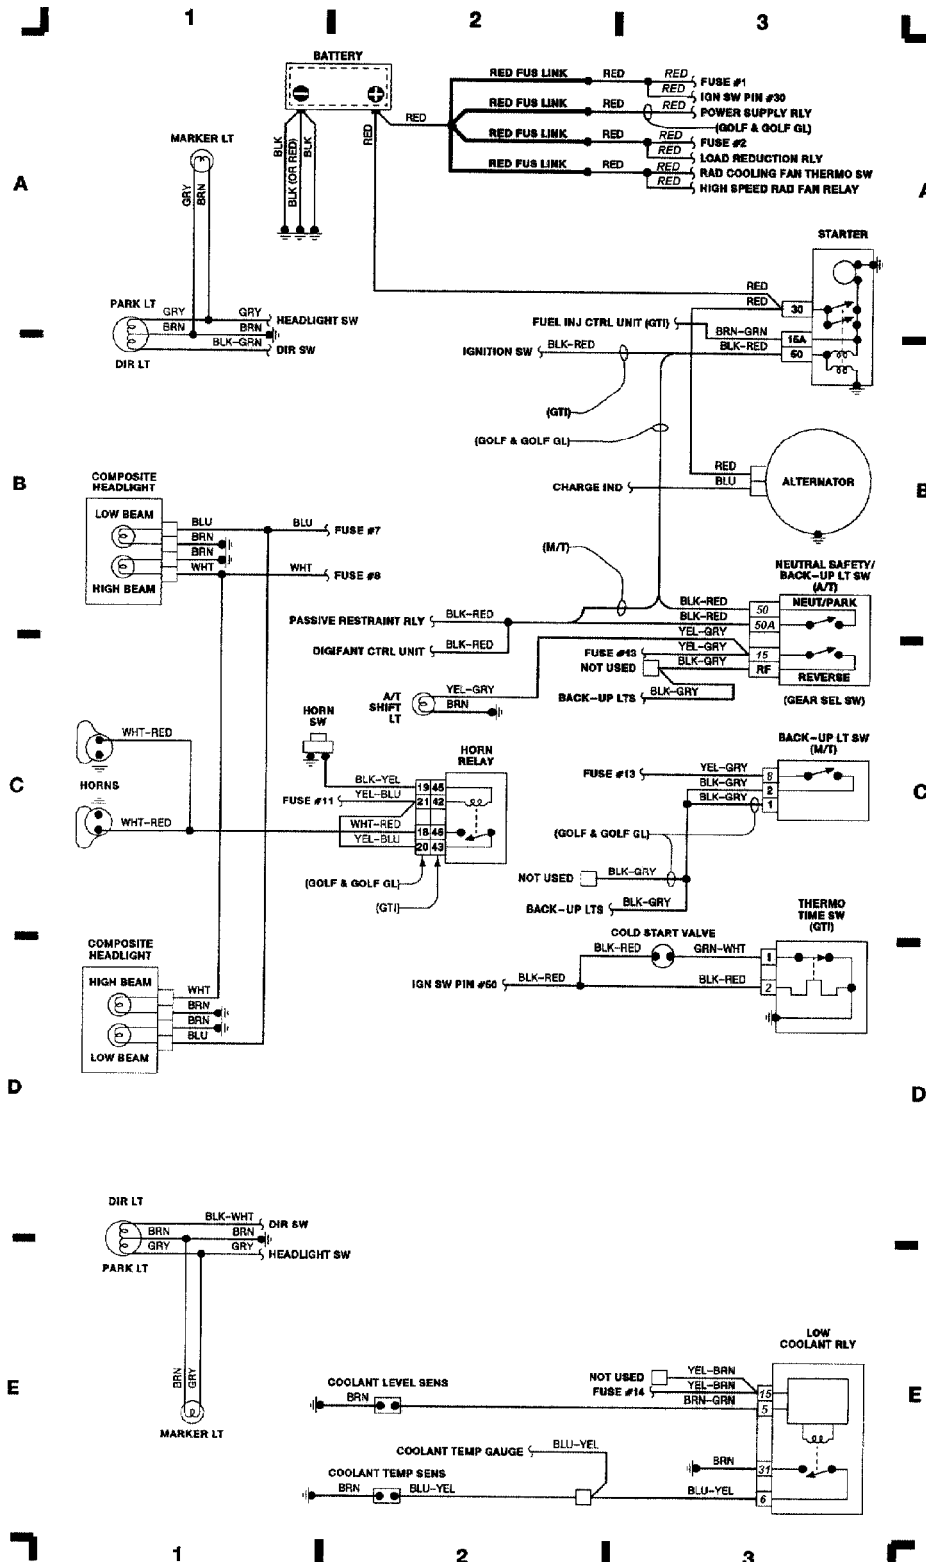 1 2 3
BATTERY
RED FUS LINK RED RED FUSE #1
RED IGN SW PIN #30
RED FUS LINK RED RED POWER SUPPLY RLY
(GOLF & GOLF GL)
RED FUS LINK RED RED FUSE #2
RED LOAD REDUCTION RLY
RED FUS LINK RED RED RAD COOLING FAN THERMO SW
RED HIGH SPEED RAD FAN RELAY
RED
RED
BLK
BLK (OR RED)
BLK
MARKER LT
GRY
BRN
A A
STARTER
RED
RED 30
PARK LT
GRY GRY HEADLIGHT SW
BRN BRN
BLK-GRN DIR SW
DIR LT
FUEL INJ CTRL UNIT (GTI) BRN-GRN 15A
IGNITION SW BLK-RED BLK-RED 50
(GTI)
(GOLF & GOLF GL)
B B
RED
CHARGE IND BLU
ALTERNATOR
COMPOSITE
HEADLIGHT
LOW BEAM BLU BLU FUSE #7
BRN
BRN
HIGH BEAM WHT WHT FUSE #8
(M/T)
NEUTRAL SAFETY/
BACK-UP LT SW
(A/T)
BLK-RED 50 NEUT/PARK
PASSIVE RESTRAINT RLY BLK-RED BLK-RED 50A
YEL-GRY
DIGIFANT CTRL UNIT BLK-RED
FUSE #13 YEL-GRY 15
NOT USED BLK-GRY RF REVERSE
BACK-UP LTS BLK-GRY
(GEAR SEL SW)
A/T
SHIFT
LT
YEL-GRY
BRN
HORN
SW
WHT-RED
HORNS
WHT-RED
C C
HORN
RELAY
BLK-YEL 19 45
FUSE #11 YEL-BLU 21 42
WHT-RED 18 46
YEL-BLU 20 43
(GOLF & GOLF GL)
(GTI)
BACK-UP LT SW
(M/T)
FUSE #13 YEL-GRY 8
BLK-GRY 2
BLK-GRY 1
(GOLF & GOLF GL)
NOT USED BLK-GRY
BACK-UP LTS BLK-GRY
THERMO
TIME SW
(GTI)
COLD START VALVE
BLK-RED GRN-WHT 1
IGN SW PIN #50 BLK-RED BLK-RED 2
COMPOSITE
HEADLIGHT
HIGH BEAM WHT
BRN
BRN
LOW BEAM BLU
D D
DIR LT
BLK-WHT DIR SW
BRN BRN
GRY GRY HEADLIGHT SW
PARK LT
BRN
GRY
MARKER LT
E E
LOW
COOLANT RLY
NOT USED YEL-BRN
FUSE #14 YEL-BRN 15
COOLANT LEVEL SENS
BRN BRN-GRN 5
COOLANT TEMP GAUGE BLU-YEL
BRN 31
COOLANT TEMP SENS
BRN BLU-YEL BLU-YEL 6
1 2 3